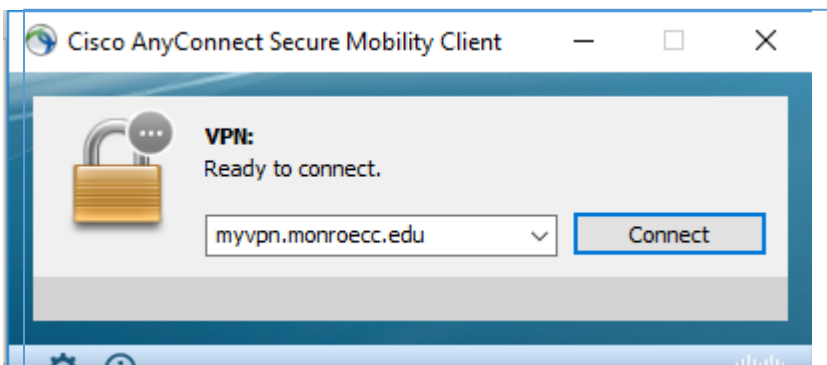 Cisco AnyConnect Secure Mobility Client
VPN:
Ready to connect.
myvpn.monroecc.edu
Connect